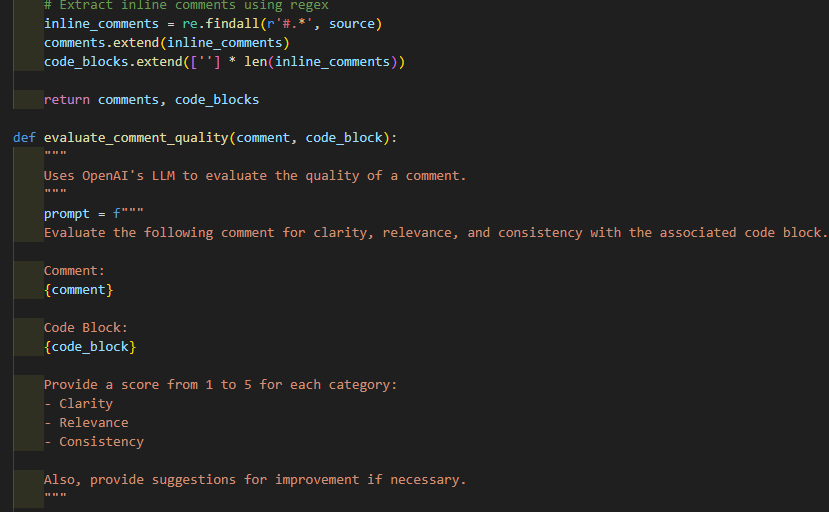 # Extract inline comments using regex
inline_comments = re.findall(r'#.*', source)
comments.extend(inline_comments)
code_blocks.extend([''] * len(inline_comments))
return comments, code_blocks
def evaluate_comment_quality(comment, code_block):
"""
Uses OpenAI's LLM to evaluate the quality of a comment.
"""
prompt = f"""
Evaluate the following comment for clarity, relevance, and consistency with the associated code block.
Comment:
{comment}
Code Block:
{code_block}
Provide a score from 1 to 5 for each category:
- Clarity
- Relevance
- Consistency
Also, provide suggestions for improvement if necessary.
"""